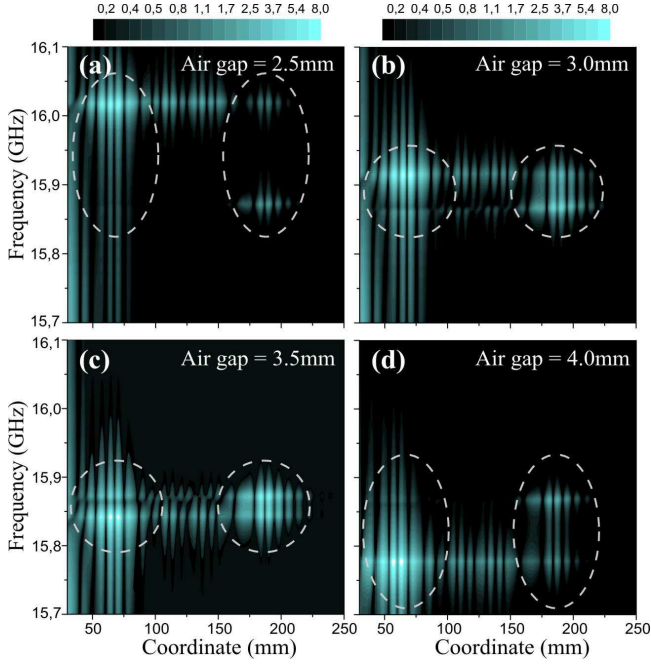 0,2 0,4 0,5 0,8 1,1 1,7 2,5 3,7 5,4 8,0 0,2 0,4 0,5 0,8 1,1 1,7 2,5 3,7 5,4 8,0
16,1
(a) Air gap = 2.5mm (b) Air gap = 3.0mm
16,0
Frequency (GHz)
15,9
15,8
15,7
16,1
(c) Air gap = 3.5mm (d) Air gap = 4.0mm
16,0
Frequency (GHz)
15,9
15,8
15,7
50 100 150 200 250 50 100 150 200 250
Coordinate (mm) Coordinate (mm)